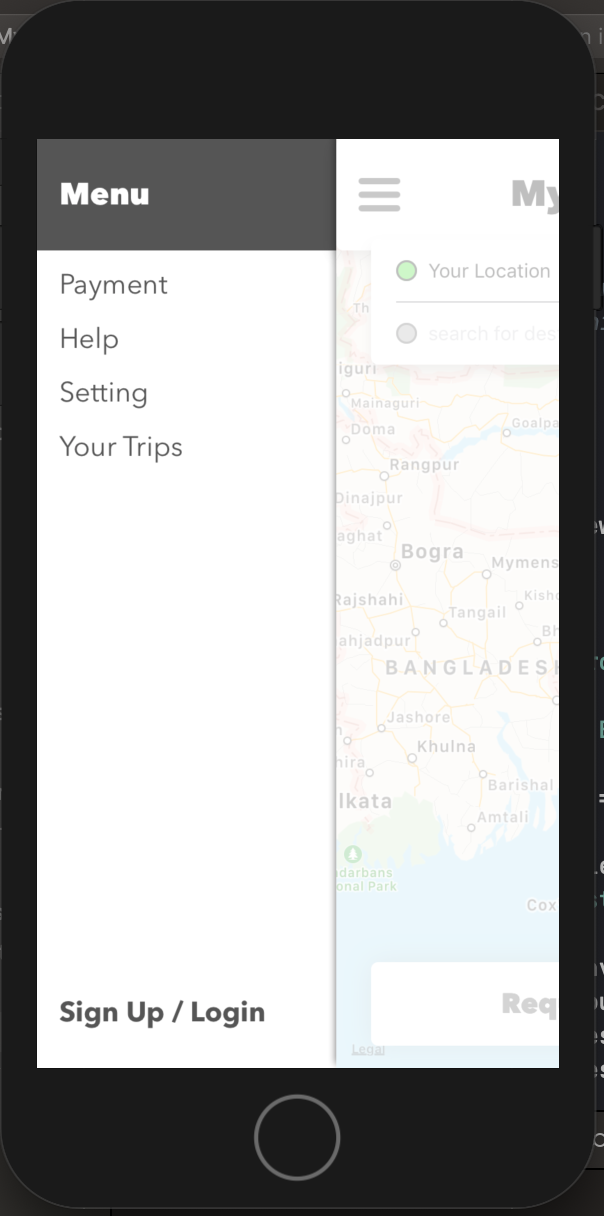 Menu
My
Payment
Help
Setting
Your Trips
Your Location
search for des
Th
iguri
Mainaguri
Doma
Goalpa
Rangpur
Dinajpur
aghat
Bogra
Mymens
Rajshahi
Kisho
Tangail
ahjadpur
Bh
BANGLADESH
Jashore
Khulna
hira
Barishal
lkata
Amtali
darbans
onal Park
Cox
Sign Up / Login
Req
Legal